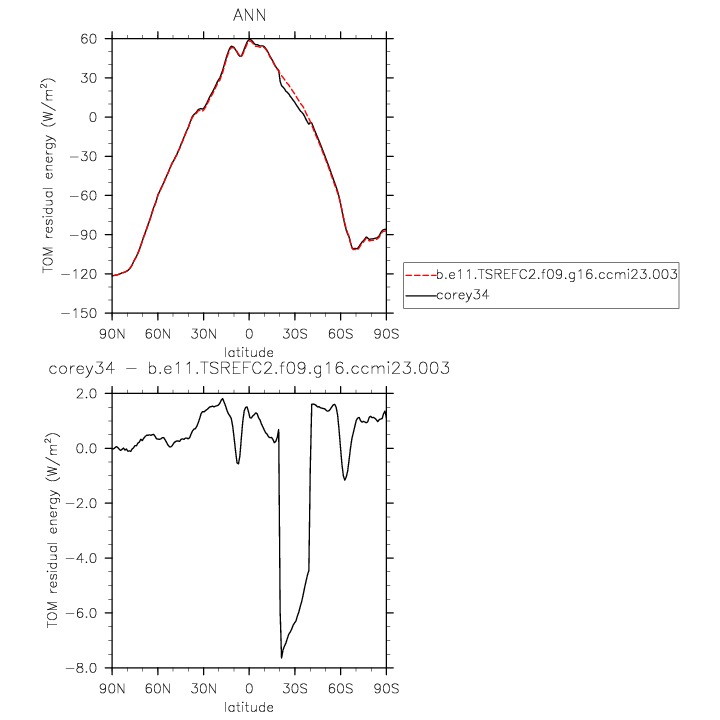 ANN
TOM residual energy (W/m²)
60
30
0
−30
−60
−90
−120
−150
90N 60N 30N 0 30S 60S 90S
latitude
b.e11.TSREFC2.f09.g16.ccmi23.003
corey34
corey34 − b.e11.TSREFC2.f09.g16.ccmi23.003
TOM residual energy (W/m²)
2.0
0.0
−2.0
−4.0
−6.0
−8.0
90N 60N 30N 0 30S 60S 90S
latitude